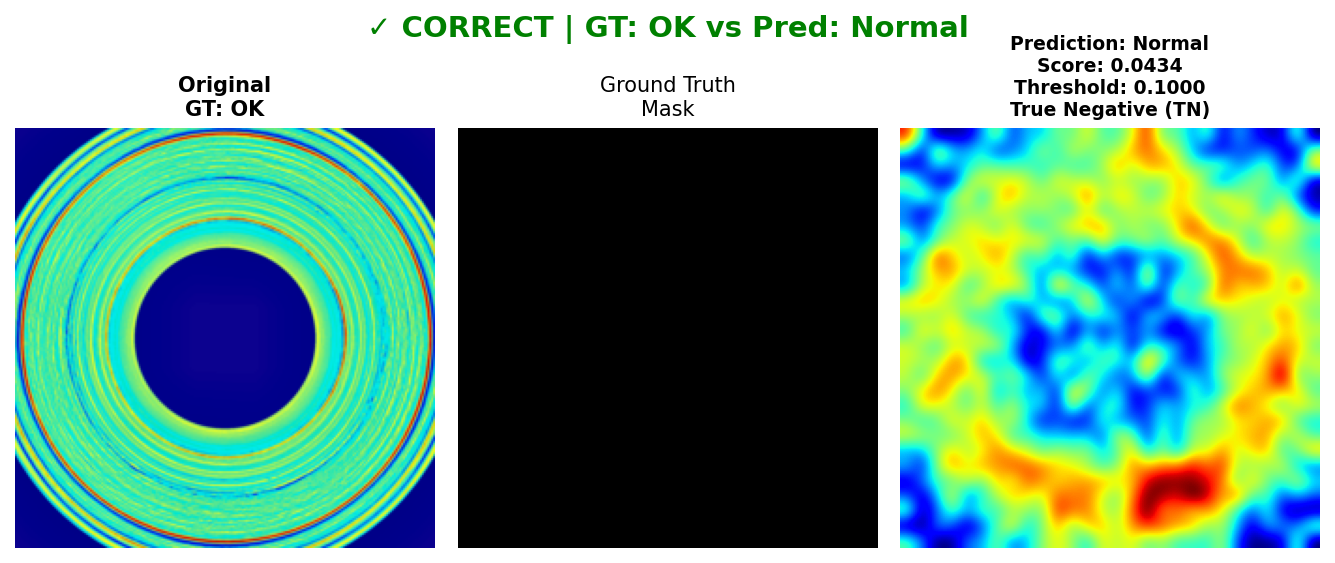 ✓ CORRECT | GT: OK vs Pred: Normal
Original
GT: OK
Ground Truth
Mask
Prediction: Normal
Score: 0.0434
Threshold: 0.1000
True Negative (TN)